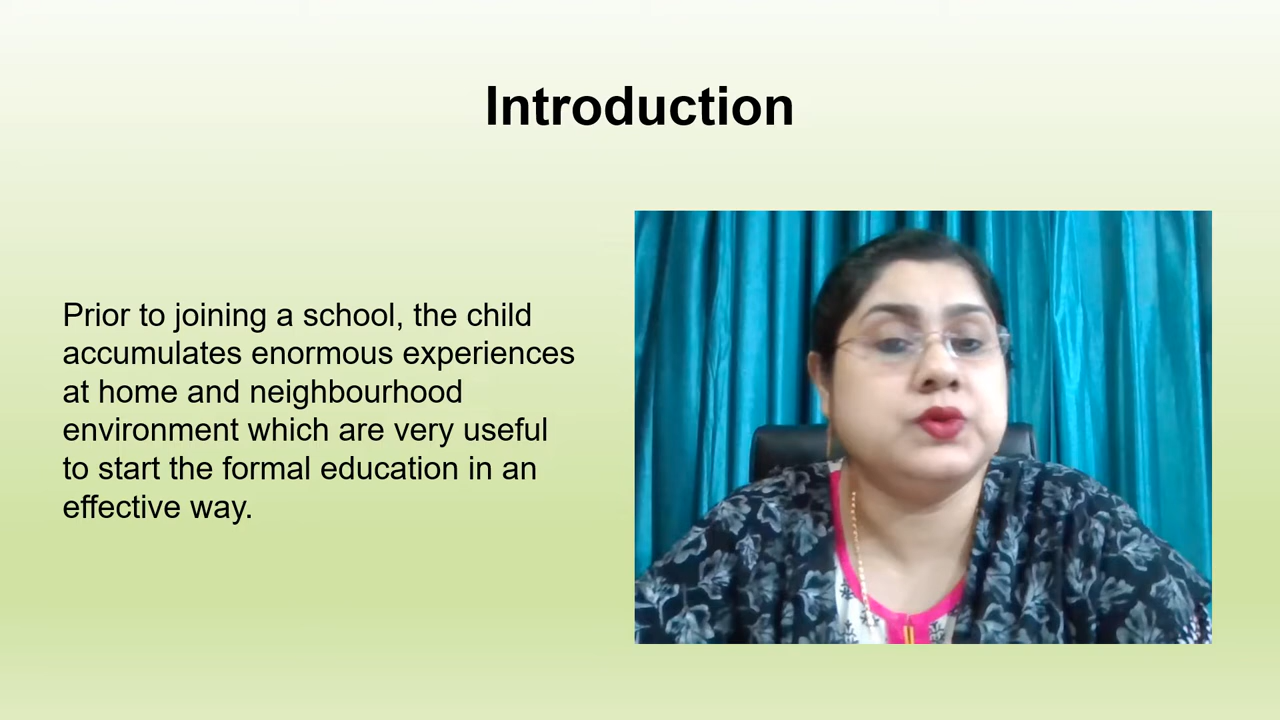 Introduction
Prior to joining a school, the child
accumulates enormous experiences
at home and neighbourhood
environment which are very useful
to start the formal education in an
effective way.